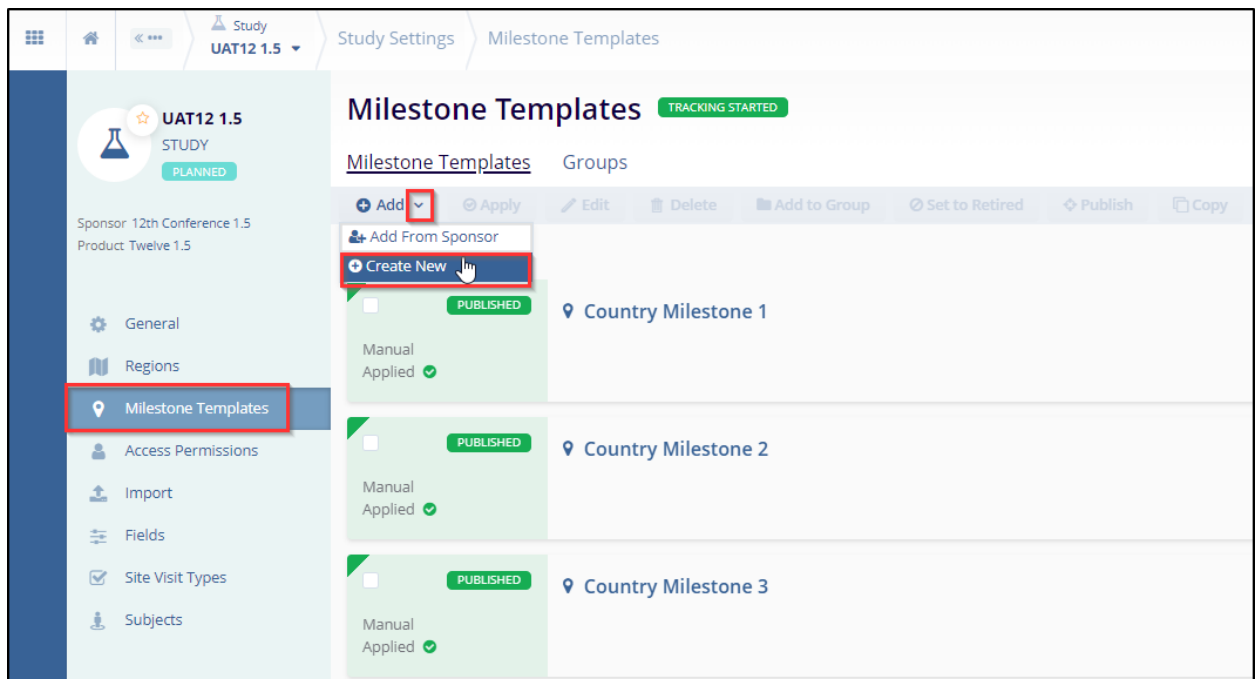 Study
UAT12 1.5
Study Settings
Milestone Templates
UAT12 1.5
STUDY
PLANNED
Sponsor 12th Conference 1.5
Product Twelve 1.5
General
Regions
Milestone Templates
Access Permissions
Import
Fields
Site Visit Types
Subjects
Milestone Templates TRACKING STARTED
Milestone Templates Groups
Add Apply Edit Delete Add to Group Set to Retired Publish Copy
Add From Sponsor
Create New
PUBLISHED
Country Milestone 1
Manual
Applied
PUBLISHED
Country Milestone 2
Manual
Applied
PUBLISHED
Country Milestone 3
Manual
Applied